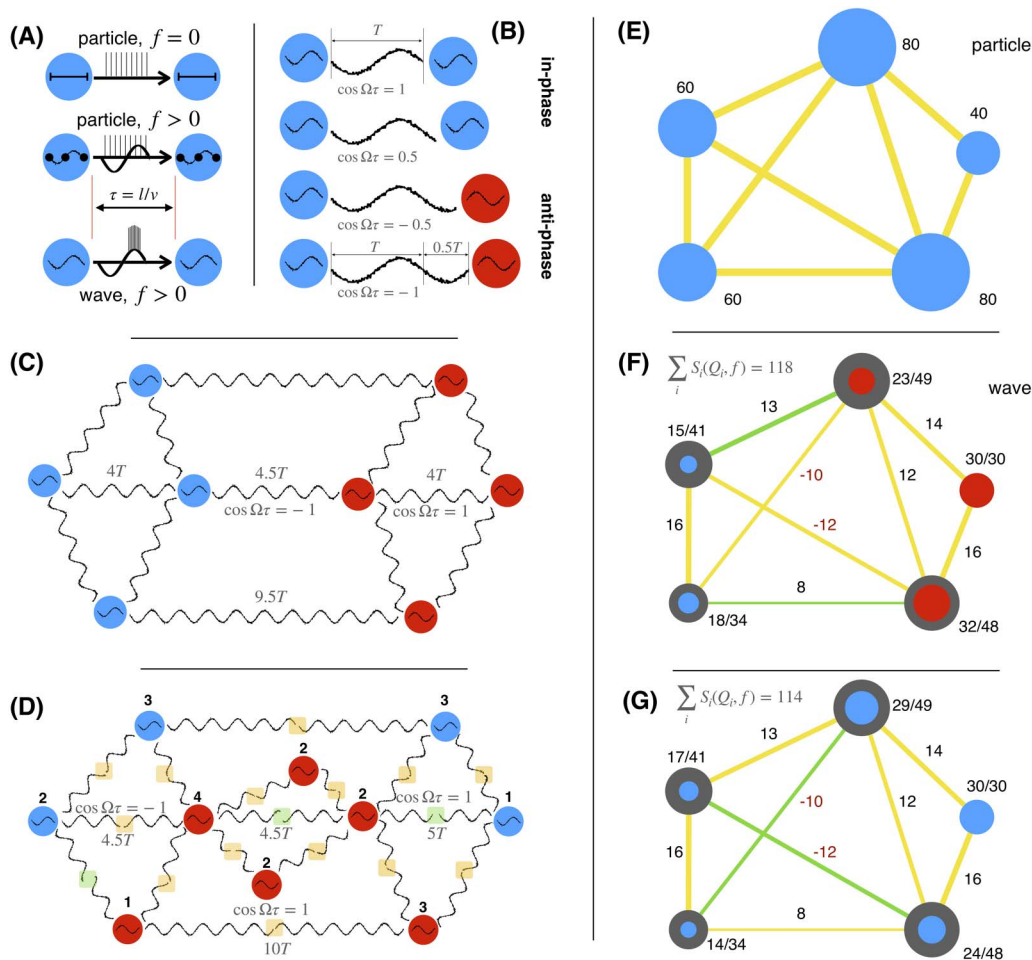 (A)
particle, f = 0
particle, f > 0
τ = l/v
wave, f > 0
(B)
T
cos Ωτ = 1
cos Ωτ = 0.5
cos Ωτ = − 0.5
T
0.5T
cos Ωτ = − 1
in-phase
anti-phase
(C)
4T
4.5T
cos Ωτ = − 1
4T
cos Ωτ = 1
9.5T
(D)
3
3
2
cos Ωτ = − 1
4.5T
4
2
4.5T
2
cos Ωτ = 1
5T
1
2
1
cos Ωτ = 1
10T
3
(E)
particle
80
60
40
60
80
(F)
∑i Si(Qi, f) = 118
wave
23/49
13
14
15/41
30/30
-10
12
16
-12
16
8
18/34
32/48
(G)
∑i Si(Qi, f) = 114
29/49
13
14
17/41
30/30
-10
12
16
-12
16
8
14/34
24/48